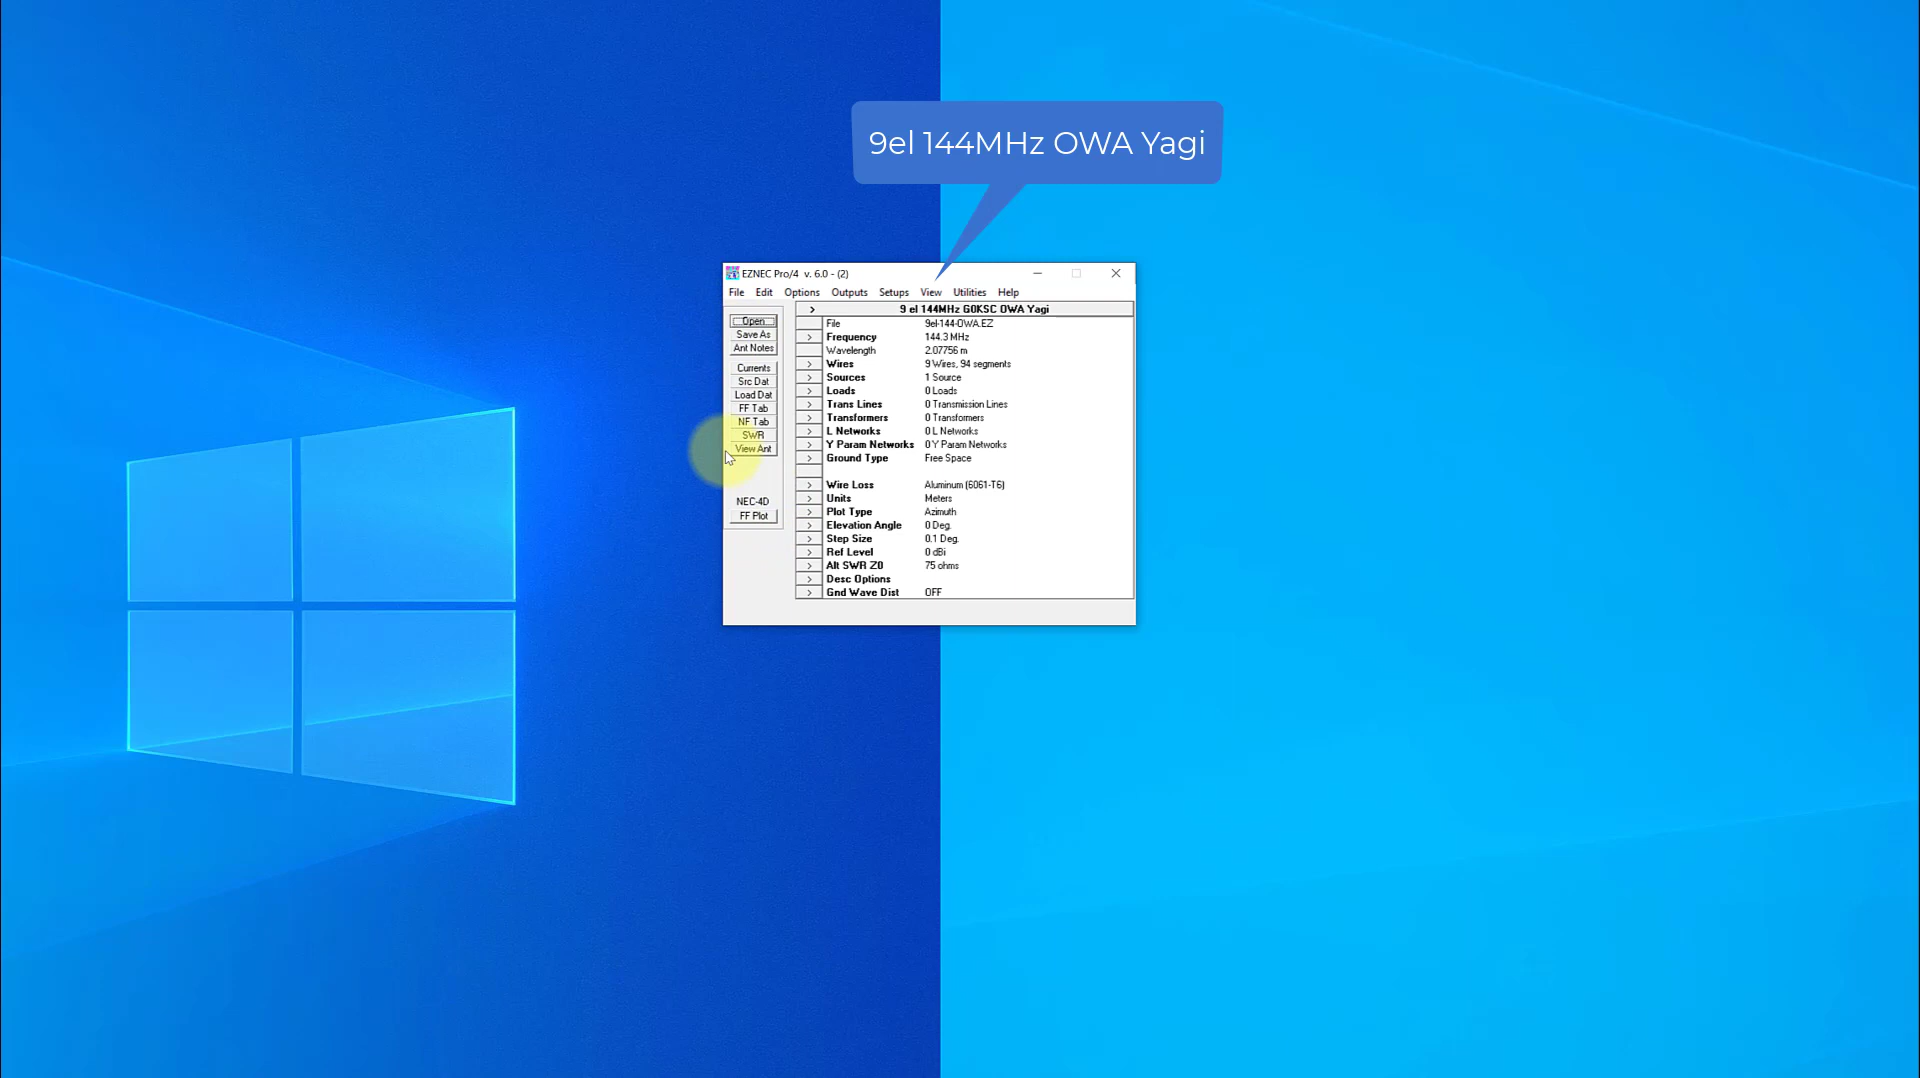 9el 144MHz OWA Yagi
EZNEC Pro/4 v. 6.0 - (2)
File Edit Options Outputs Setups View Utilities Help
> 9 el 144MHz G0KSC OWA Yagi
Open
Save As
Ant Notes
Currents
Src Dat
Load Dat
FF Tab
NF Tab
SWR
View Ant
NEC-4D
FF Plot
File 9el-144-OWA.EZ
> Frequency 144.3 MHz
Wavelength 2.07756 m
> Wires 9 Wires, 94 segments
> Sources 1 Source
> Loads 0 Loads
> Trans Lines 0 Transmission Lines
> Transformers 0 Transformers
> L Networks 0 L Networks
> Y Param Networks 0 Y Param Networks
> Ground Type Free Space
> Wire Loss Aluminum (6061-T6)
> Units Meters
> Plot Type Azimuth
> Elevation Angle 0 Deg.
> Step Size 0.1 Deg.
> Ref Level 0 dBi
> Alt SWR Z0 75 ohms
> Desc Options
> Gnd Wave Dist OFF